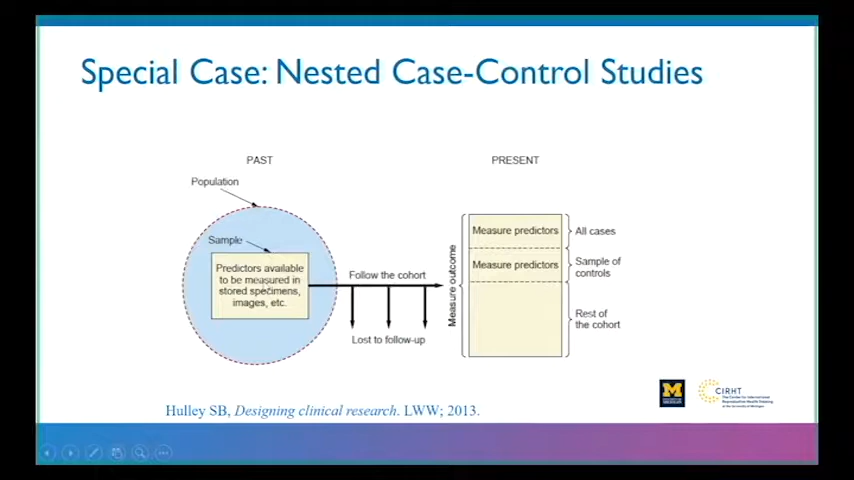 Special Case: Nested Case-Control Studies
PAST
PRESENT
Population
Sample
Predictors available
to be measured in
stored specimens,
images, etc.
Follow the cohort
Lost to follow-up
Measure outcome
Measure predictors
Measure predictors
All cases
Sample of
controls
Rest of
the cohort
M
CIRHT
Hulley SB, Designing clinical research. LWW; 2013.